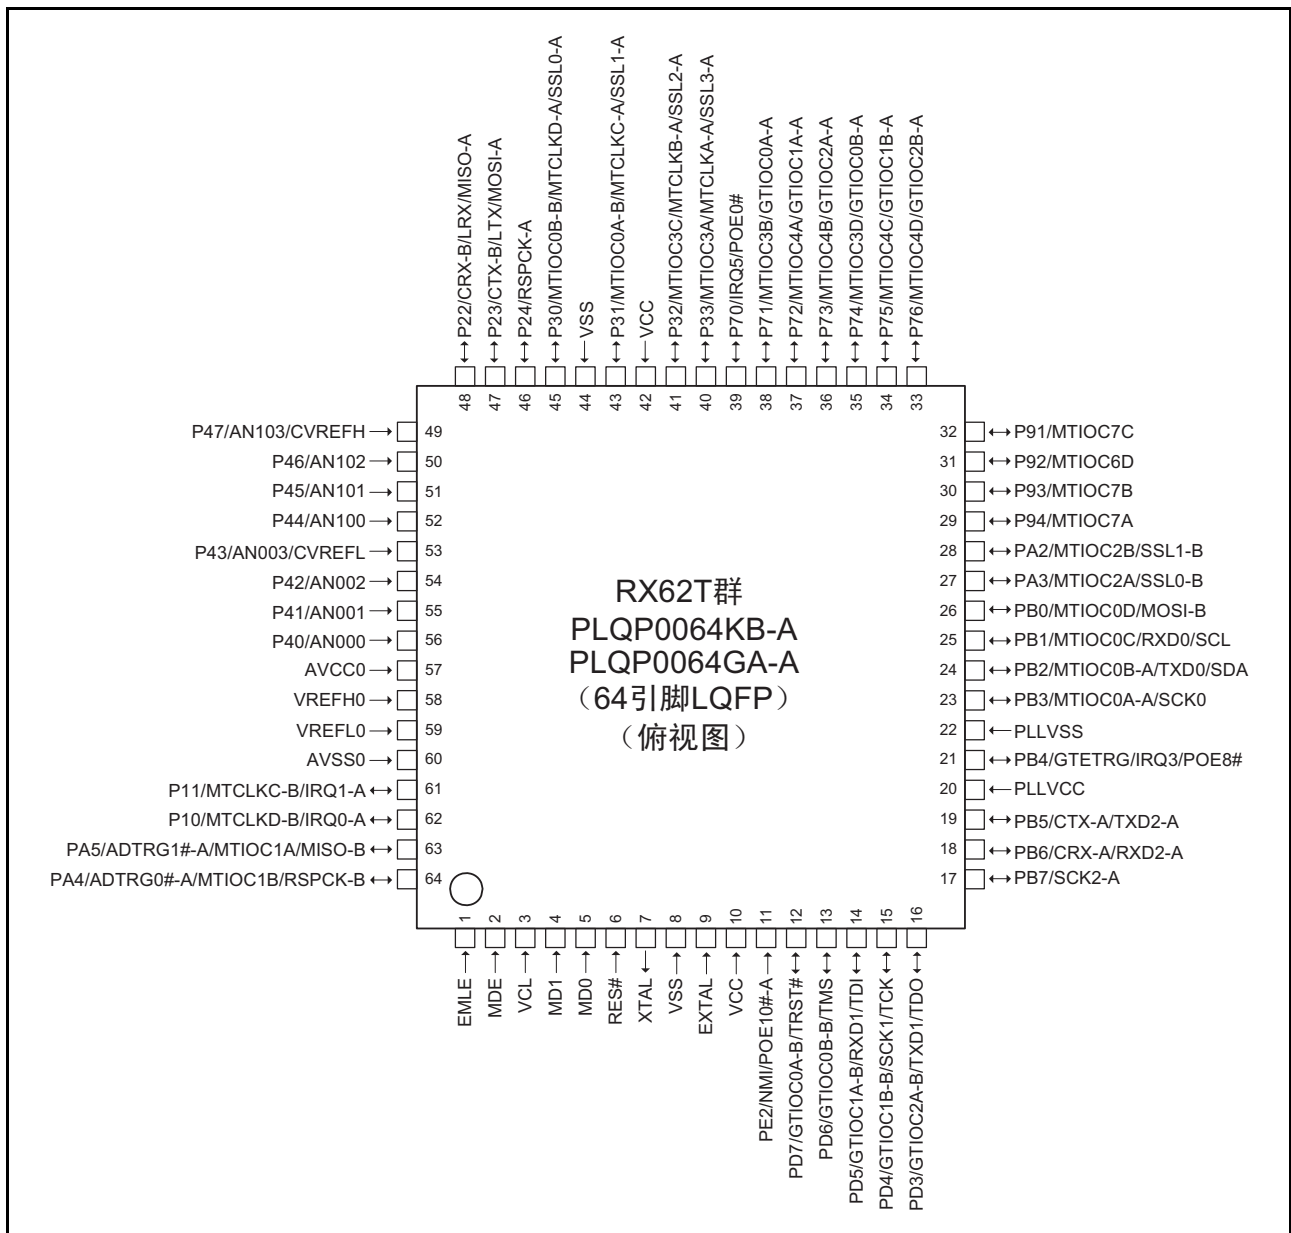 P22/CRX-B/LRX/MISO-A
P23/CTX-B/LTX/MOSI-A
P24/RSPCK-A
P30/MTIOC0B-B/MTCLKD-A/SSL0-A
VSS
P31/MTIOC0A-B/MTCLKC-A/SSL1-A
VCC
P32/MTIOC3C/MTCLKB-A/SSL2-A
P33/MTIOC3A/MTCLKA-A/SSL3-A
P70/IRQ5/POE0#
P71/MTIOC3B/GTIOC0A-A
P72/MTIOC4A/GTIOC1A-A
P73/MTIOC4B/GTIOC2A-A
P74/MTIOC3D/GTIOC0B-A
P75/MTIOC4C/GTIOC1B-A
P76/MTIOC4D/GTIOC2B-A
48 47 46 45 44 43 42 41 40 39 38 37 36 35 34 33
P47/AN103/CVREFH 49
P46/AN102 50
P45/AN101 51
P44/AN100 52
P43/AN003/CVREFL 53
P42/AN002 54
P41/AN001 55
P40/AN000 56
AVCC0 57
VREFH0 58
VREFL0 59
AVSS0 60
P11/MTCLKC-B/IRQ1-A 61
P10/MTCLKD-B/IRQ0-A 62
PA5/ADTRG1#-A/MTIOC1A/MISO-B 63
PA4/ADTRG0#-A/MTIOC1B/RSPCK-B 64
RX62T群
PLQP0064KB-A
PLQP0064GA-A
（64引脚LQFP）
（俯视图）
32 P91/MTIOC7C
31 P92/MTIOC6D
30 P93/MTIOC7B
29 P94/MTIOC7A
28 PA2/MTIOC2B/SSL1-B
27 PA3/MTIOC2A/SSL0-B
26 PB0/MTIOC0D/MOSI-B
25 PB1/MTIOC0C/RXD0/SCL
24 PB2/MTIOC0B-A/TXD0/SDA
23 PB3/MTIOC0A-A/SCK0
22 PLLVSS
21 PB4/GTETRG/IRQ3/POE8#
20 PLLVCC
19 PB5/CTX-A/TXD2-A
18 PB6/CRX-A/RXD2-A
17 PB7/SCK2-A
1 2 3 4 5 6 7 8 9 10 11 12 13 14 15 16
EMLE
MDE
VCL
MD1
MD0
RES#
XTAL
VSS
EXTAL
VCC
PE2/NMI/POE10#-A
PD7/GTIOC0A-B/TRST#
PD6/GTIOC0B-B/TMS
PD5/GTIOC1A-B/RXD1/TDI
PD4/GTIOC1B-B/SCK1/TCK
PD3/GTIOC2A-B/TXD1/TDO